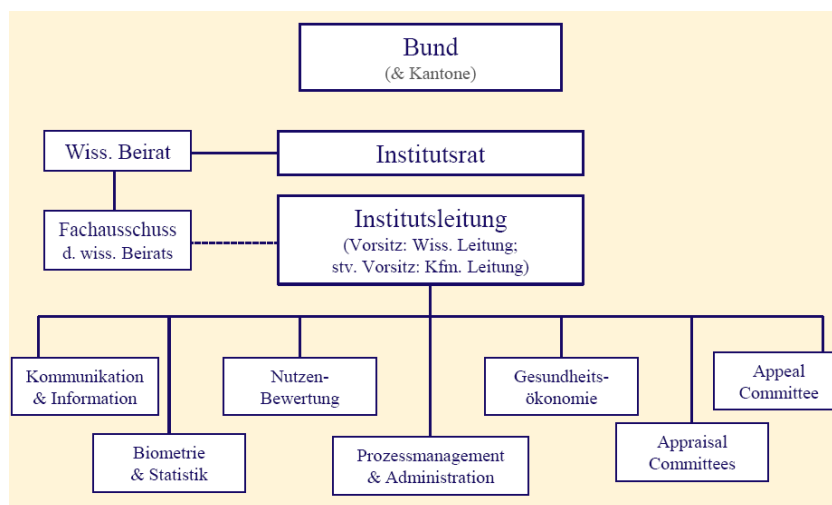 Bund
(& Kantone)
Wiss. Beirat
Institutsrat
Fachausschuss
d. wiss. Beirats
Institutsleitung
(Vorsitz: Wiss. Leitung;
stv. Vorsitz: Kfm. Leitung)
Kommunikation
& Information
Nutzen-
Bewertung
Gesundheits-
ökonomie
Appeal
Committee
Biometrie
& Statistik
Prozessmanagement
& Administration
Appraisal
Committees